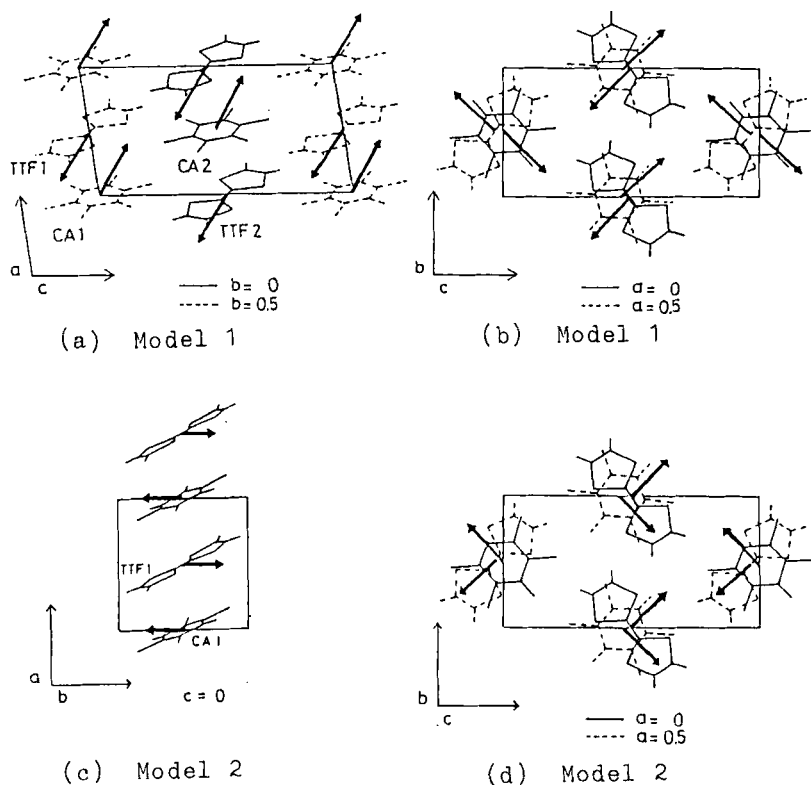 TTF1
CA2
CA1
TTF2
a
c
b = 0
b = 0.5
(a) Model 1
b
c
a = 0
a = 0.5
(b) Model 1
TTF1
CA1
a
b
c = 0
(c) Model 2
b
c
a = 0
a = 0.5
(d) Model 2